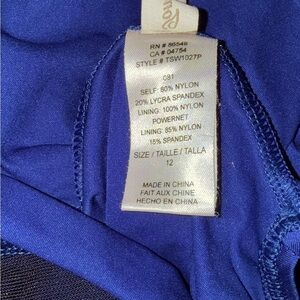 RN # 86548
CA # 04754
STYLE # TSW1027P
081
SELF: 80% NYLON
20% LYCRA SPANDEX
LINING: 100% NYLON
POWERNET
LINING: 85% NYLON
15% SPANDEX
SIZE / TAILLE / TALLA
12
MADE IN CHINA
FAIT AUX CHINE
HECHO EN CHINA